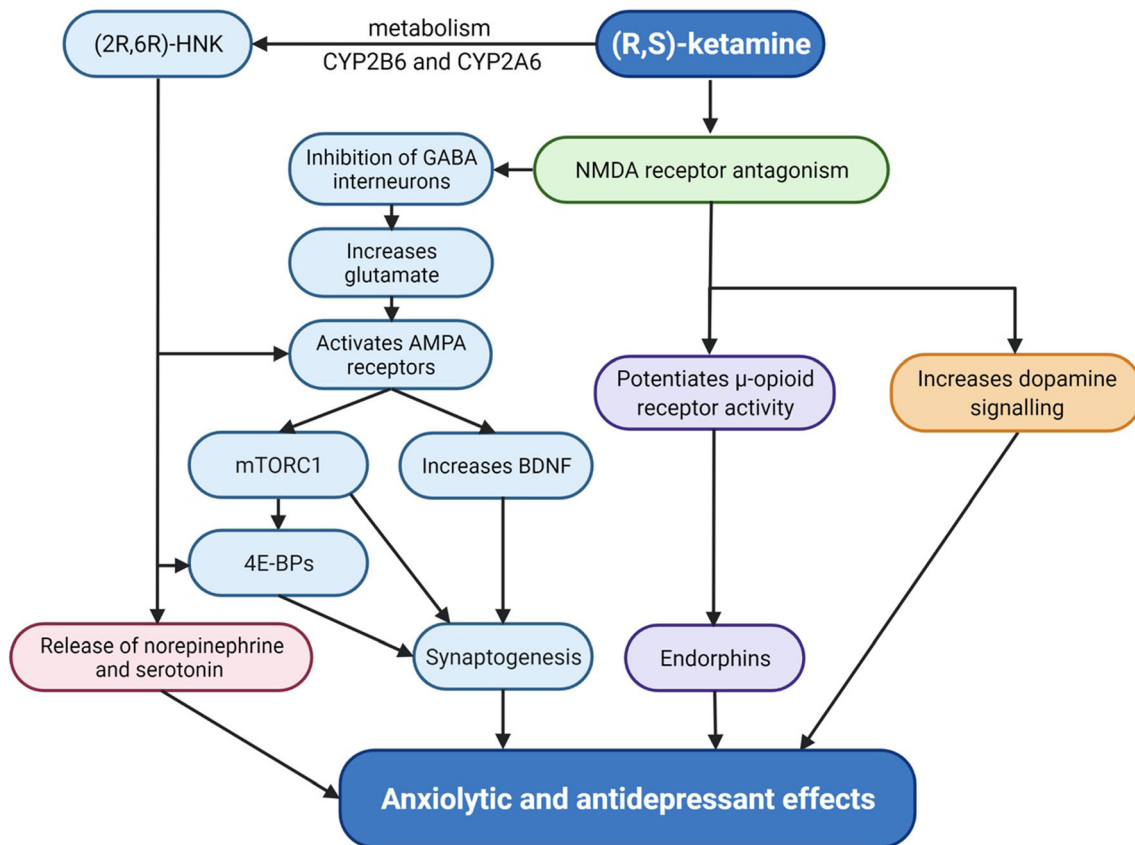 (2R,6R)-HNK
metabolism
CYP2B6 and CYP2A6
(R,S)-ketamine
Inhibition of GABA
interneurons
NMDA receptor antagonism
Increases
glutamate
Activates AMPA
receptors
Potentiates μ-opioid
receptor activity
Increases dopamine
signalling
mTORC1
Increases BDNF
4E-BPs
Release of norepinephrine
and serotonin
Synaptogenesis
Endorphins
Anxiolytic and antidepressant effects